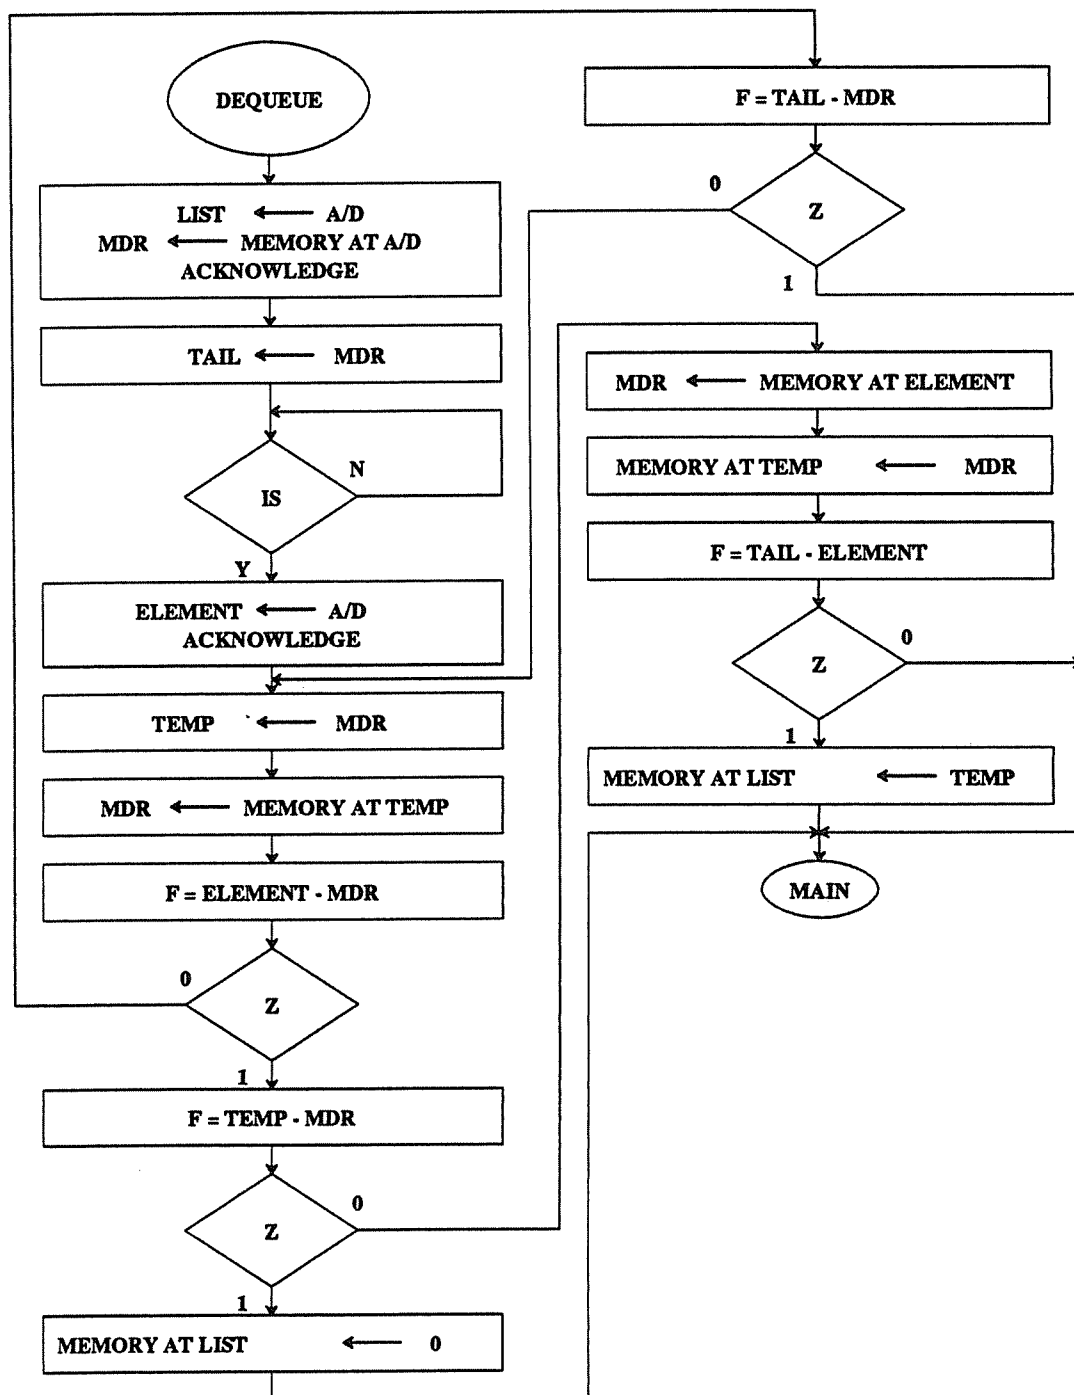 DEQUEUE
LIST ← A/D
MDR ← MEMORY AT A/D
ACKNOWLEDGE
TAIL ← MDR
IS
N
Y
ELEMENT ← A/D
ACKNOWLEDGE
TEMP ← MDR
MDR ← MEMORY AT TEMP
F = ELEMENT - MDR
0
Z
1
F = TEMP - MDR
0
Z
1
MEMORY AT LIST ← 0
F = TAIL - MDR
0
Z
1
MDR ← MEMORY AT ELEMENT
MEMORY AT TEMP ← MDR
F = TAIL - ELEMENT
0
Z
1
MEMORY AT LIST ← TEMP
MAIN